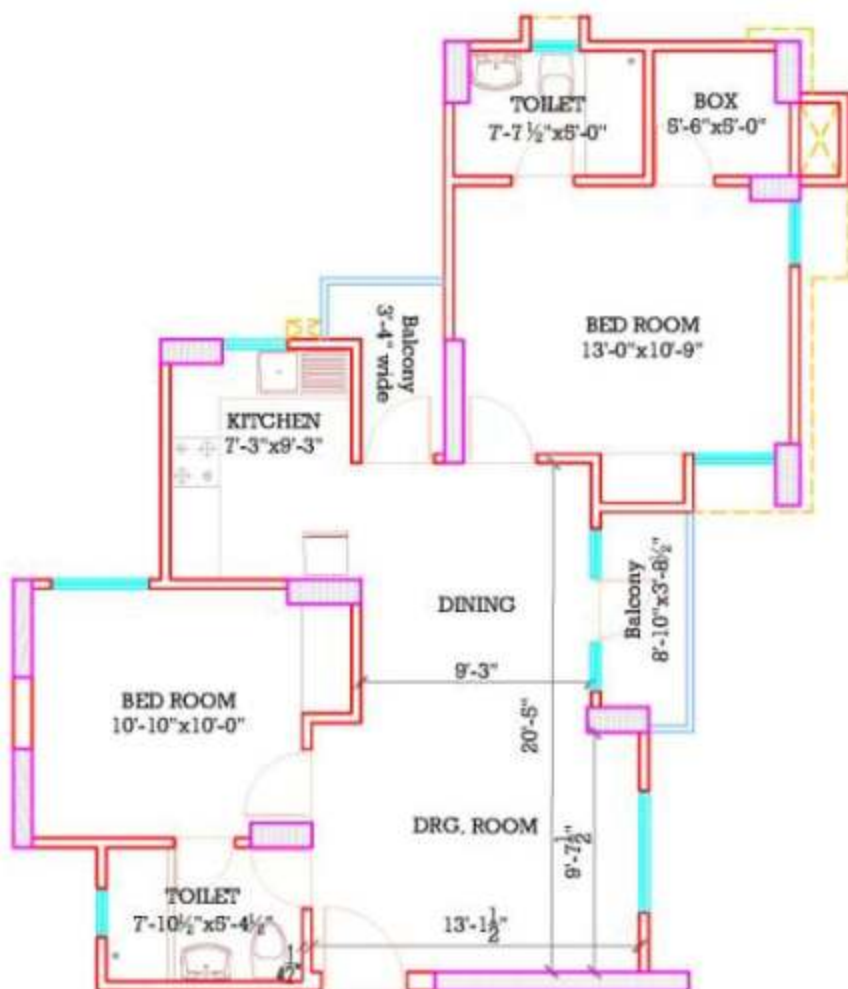 TOILET
7'-7½"x5'-0"
BOX
5'-6"x5'-0"
BED ROOM
13'-0"x10'-9"
Balcony
3'-4" wide
KITCHEN
7'-3"x9'-3"
DINING
Balcony
8'-10"x3'-8½"
9'-3"
BED ROOM
10'-10"x10'-0"
20'-5"
DRG. ROOM
9'-7½"
TOILET
7'-10½"x5'-4½"
13'-1½"
4½"